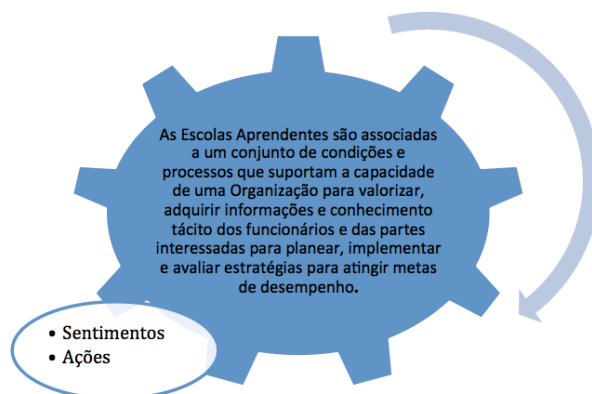 As Escolas Aprendentes são associadas
a um conjunto de condições e
processos que suportam a capacidade
de uma Organização para valorizar,
adquirir informações e conhecimento
tácito dos funcionários e das partes
interessadas para planear, implementar
e avaliar estratégias para atingir metas
de desempenho.
• Sentimentos
• Ações